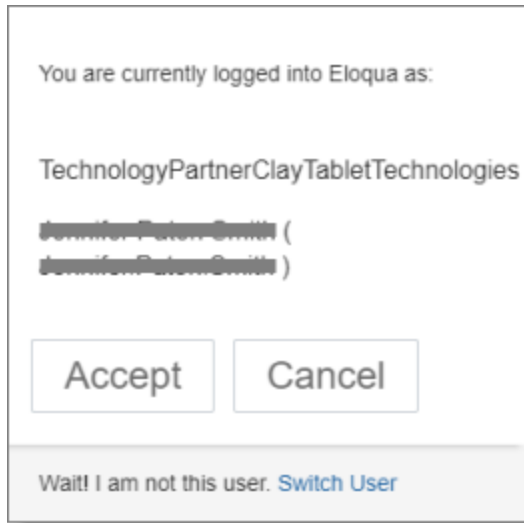 You are currently logged into Eloqua as:
TechnologyPartnerClayTabletTechnologies
(
)
Accept
Cancel
Wait! I am not this user. Switch User